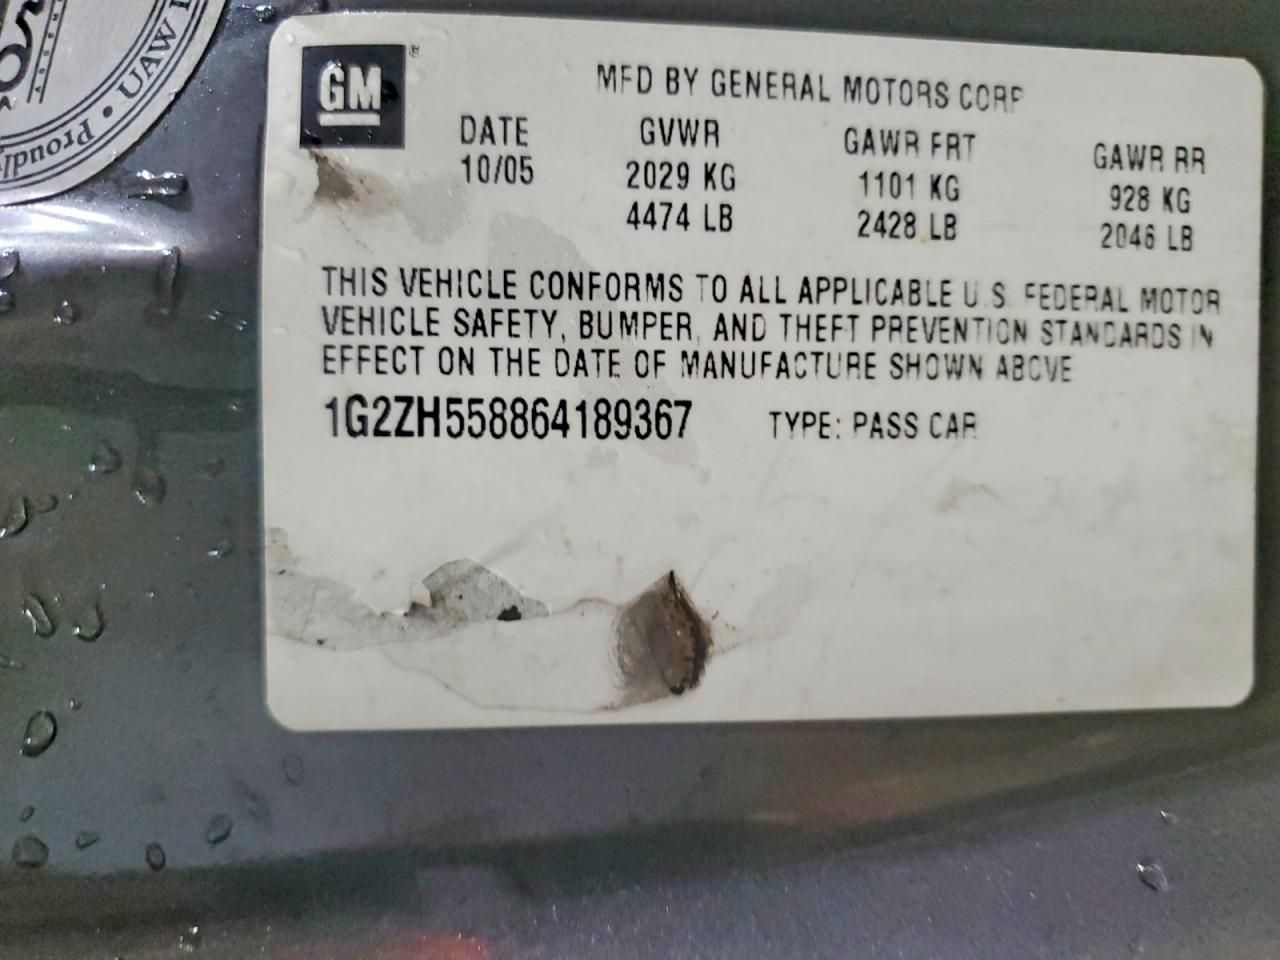 GM
MFD BY GENERAL MOTORS CORP
DATE GVWR GAWR FRT GAWR RR
10/05 2029 KG 1101 KG 928 KG
4474 LB 2428 LB 2046 LB
THIS VEHICLE CONFORMS TO ALL APPLICABLE U.S. FEDERAL MOTOR
VEHICLE SAFETY, BUMPER, AND THEFT PREVENTION STANDARDS IN
EFFECT ON THE DATE OF MANUFACTURE SHOWN ABOVE
1G2ZH558864189367 TYPE: PASS CAR
Proudly
UAW